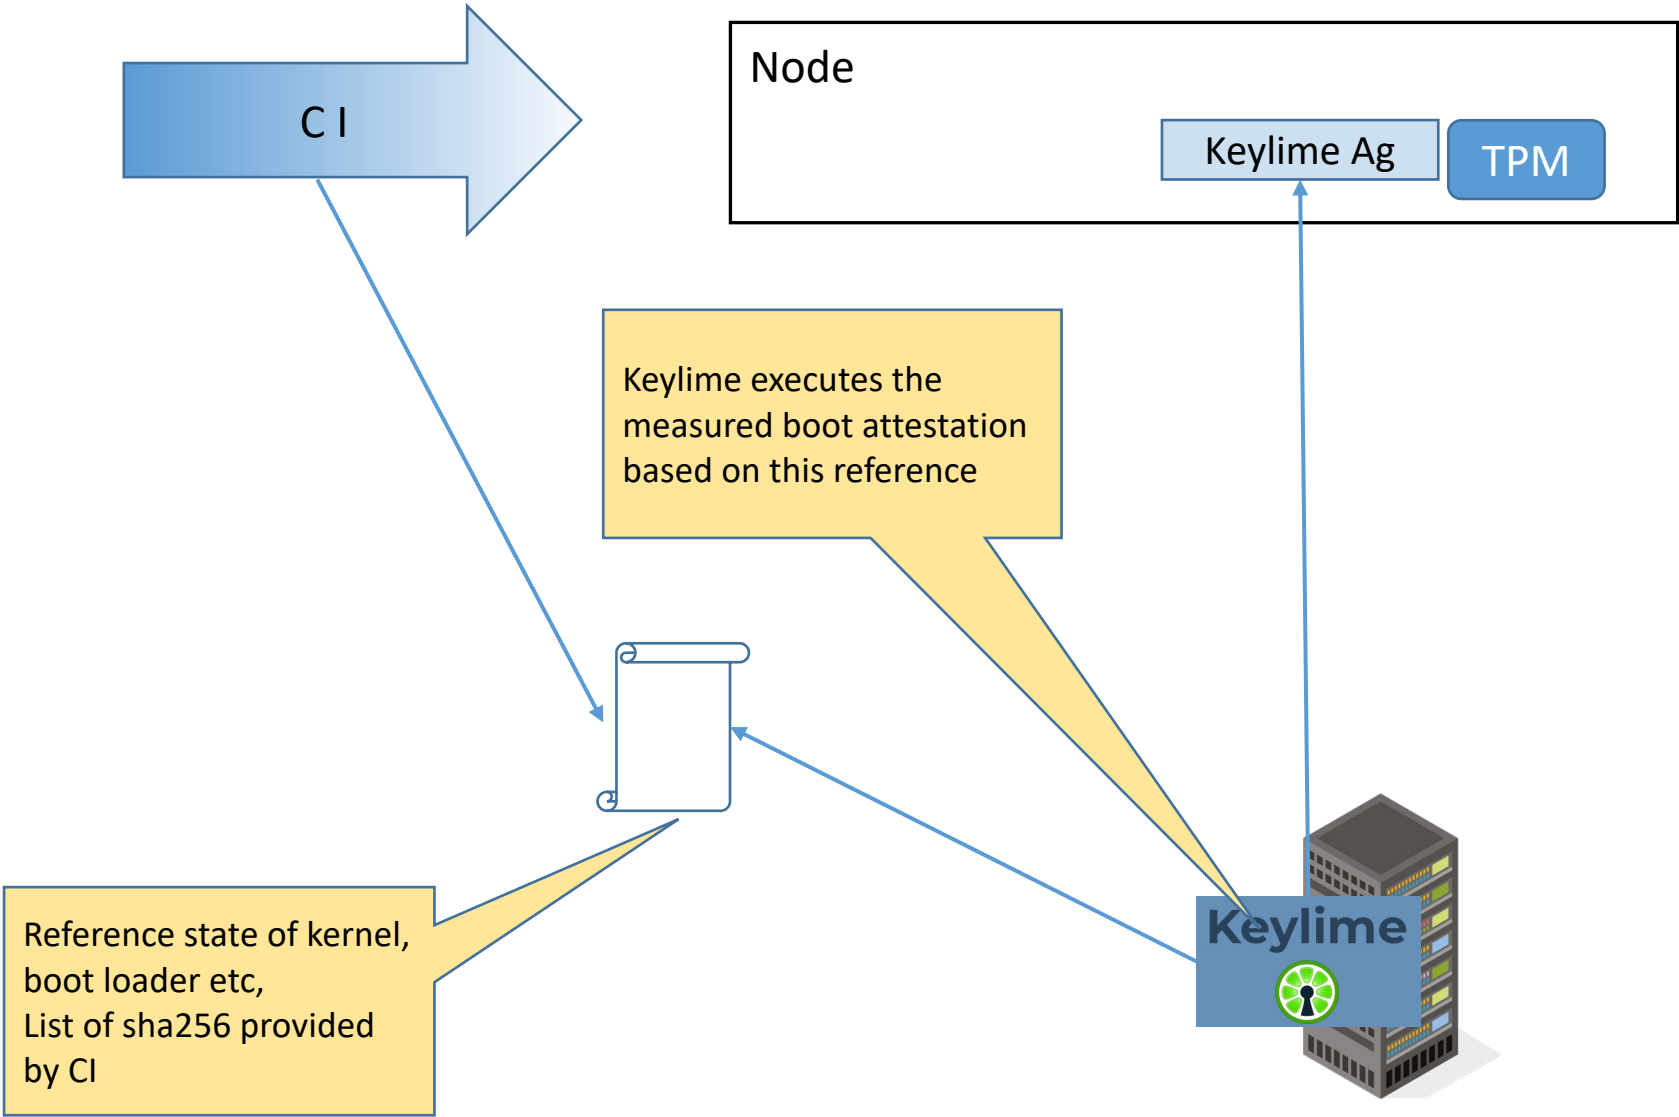 C I
Node
Keylime Ag
TPM
Keylime executes the
measured boot attestation
based on this reference
Reference state of kernel,
boot loader etc,
List of sha256 provided
by CI
Keylime